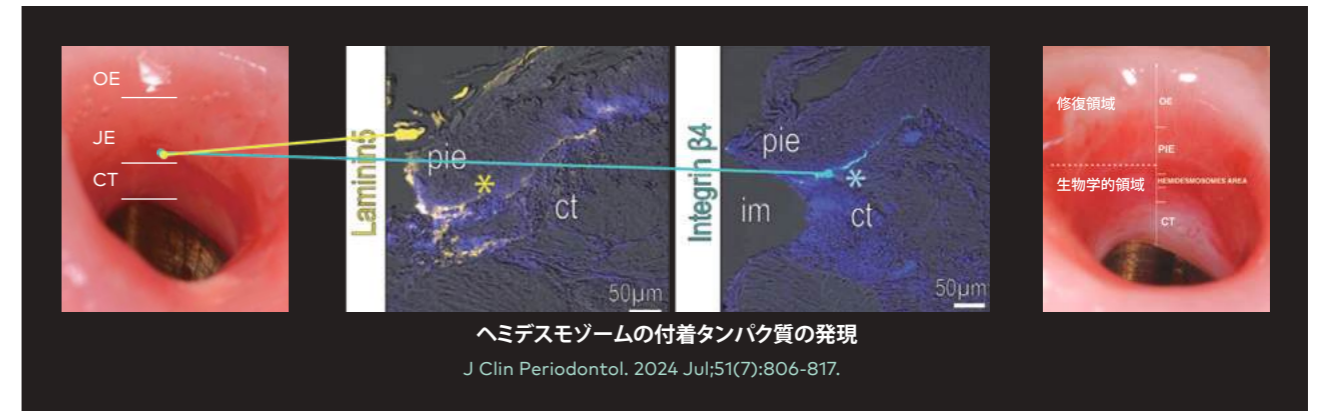 OE
JE
CT
Laminin5
pie
*
ct
50µm
Integrin β4
pie
*
im
ct
50µm
修復領域
OE
PIE
生物学的領域
HEMIDESMOSOMES AREA
CT
ヘミデスモゾームの付着タンパク質の発現
J Clin Periodontol. 2024 Jul;51(7):806-817.